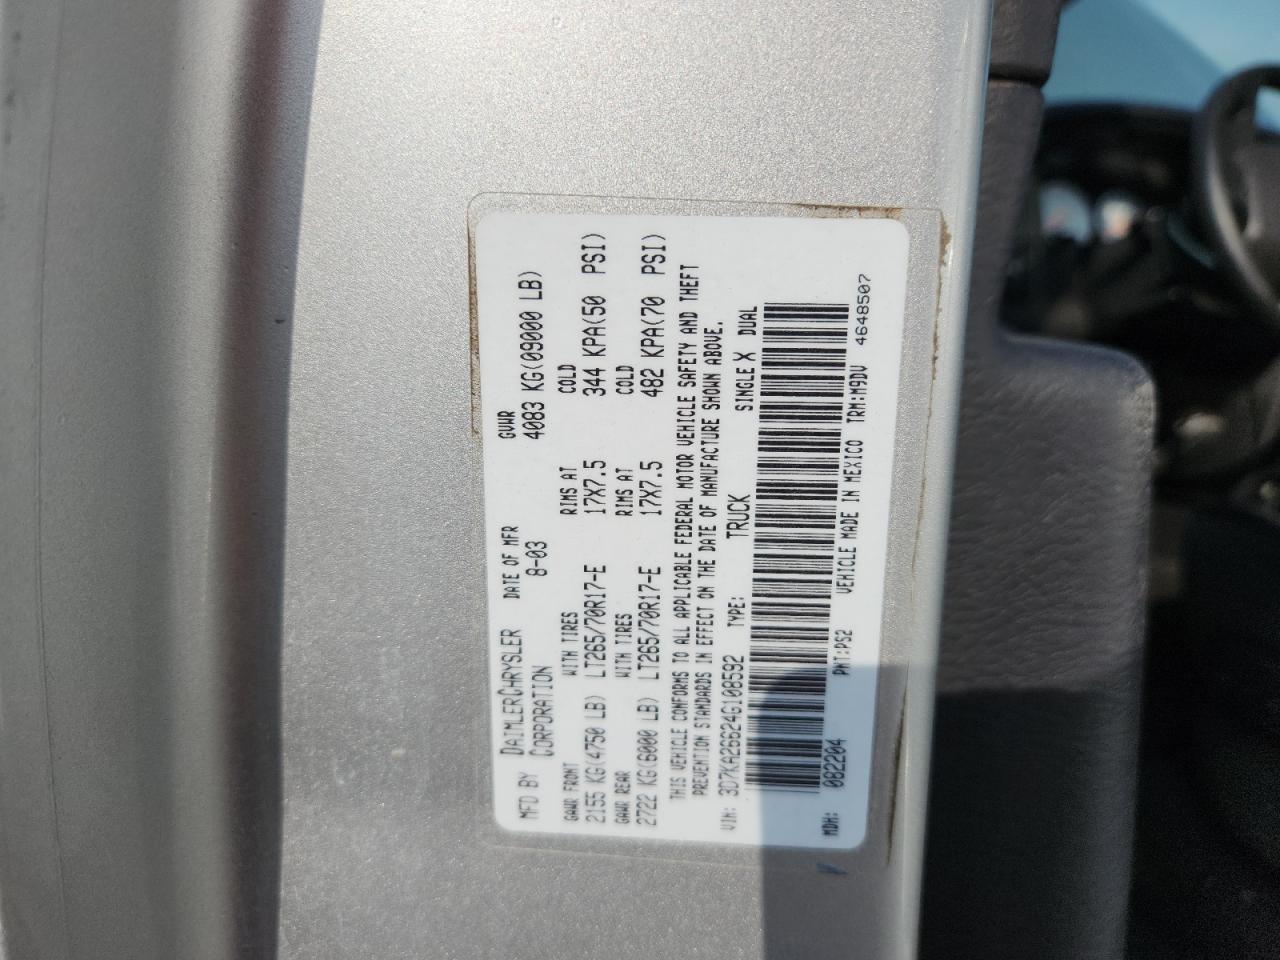 MFD BY DAIMLERCHRYSLER CORPORATION DATE OF MFR 8-03 GVWR 4083 KG(09000 LB)
GAWR FRONT WITH TIRES RIMS AT COLD
2155 KG(4750 LB) LT265/70R17-E 17X7.5 344 KPA(50 PSI)
GAWR REAR WITH TIRES RIMS AT COLD
2722 KG(6000 LB) LT265/70R17-E 17X7.5 482 KPA(70 PSI)
THIS VEHICLE CONFORMS TO ALL APPLICABLE FEDERAL MOTOR VEHICLE SAFETY AND THEFT
PREVENTION STANDARDS IN EFFECT ON THE DATE OF MANUFACTURE SHOWN ABOVE.
VIN: 3D7KA26624G108592 TYPE: TRUCK SINGLE X DUAL
MDH: 082204 PNT:PS2 VEHICLE MADE IN MEXICO TRM:M9DV
4648507